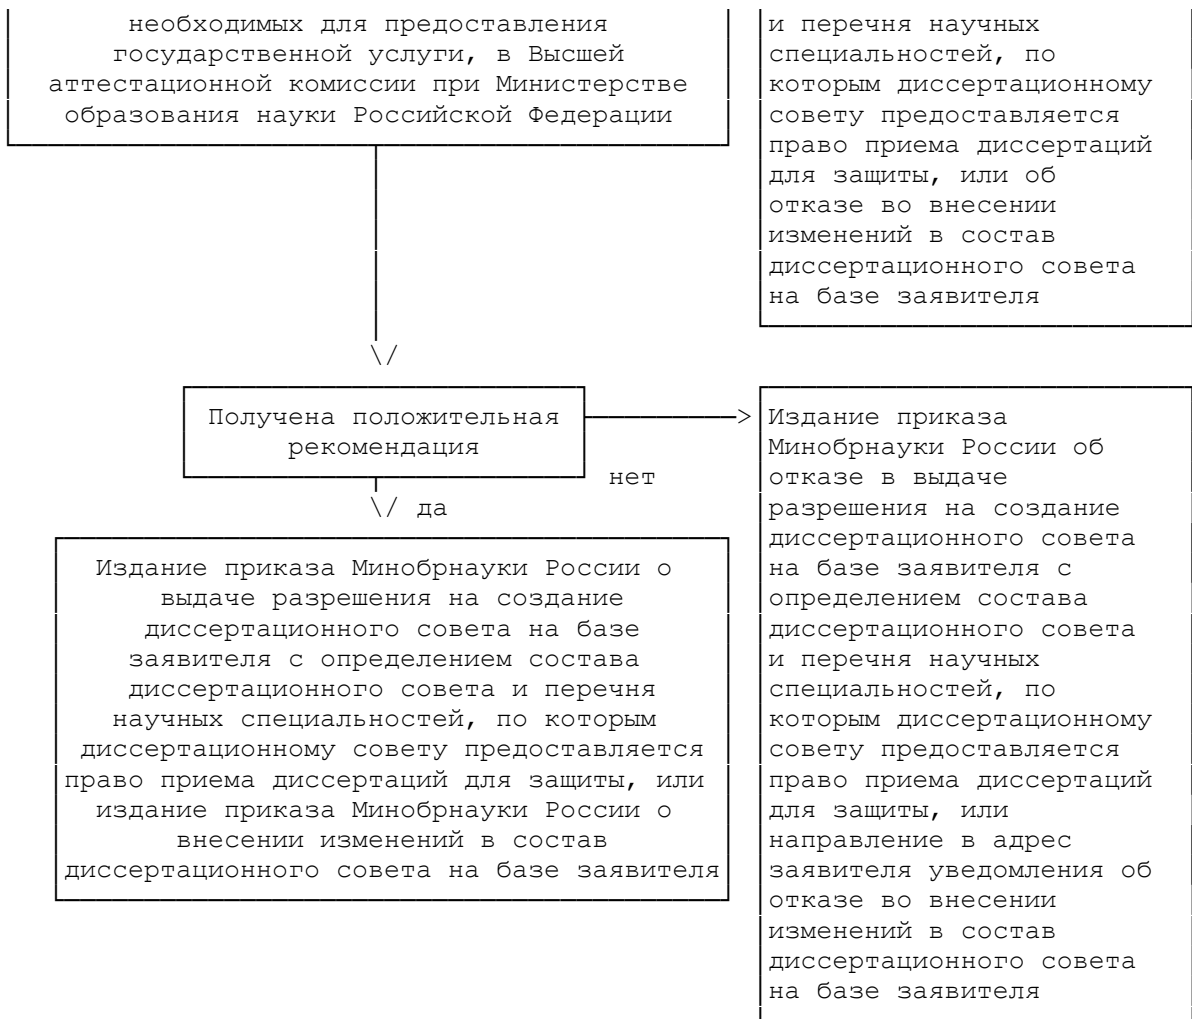 необходимых для предоставления
государственной услуги, в Высшей
аттестационной комиссии при Министерстве
образования науки Российской Федерации
и перечня научных
специальностей, по
которым диссертационному
совету предоставляется
право приема диссертаций
для защиты, или об
отказе во внесении
изменений в состав
диссертационного совета
на базе заявителя
\/
Получена положительная
рекомендация
>
нет
\/ да
Издание приказа Минобрнауки России о
выдаче разрешения на создание
диссертационного совета на базе
заявителя с определением состава
диссертационного совета и перечня
научных специальностей, по которым
диссертационному совету предоставляется
право приема диссертаций для защиты, или
издание приказа Минобрнауки России о
внесении изменений в состав
диссертационного совета на базе заявителя
Издание приказа
Минобрнауки России об
отказе в выдаче
разрешения на создание
диссертационного совета
на базе заявителя с
определением состава
диссертационного совета
и перечня научных
специальностей, по
которым диссертационному
совету предоставляется
право приема диссертаций
для защиты, или
направление в адрес
заявителя уведомления об
отказе во внесении
изменений в состав
диссертационного совета
на базе заявителя